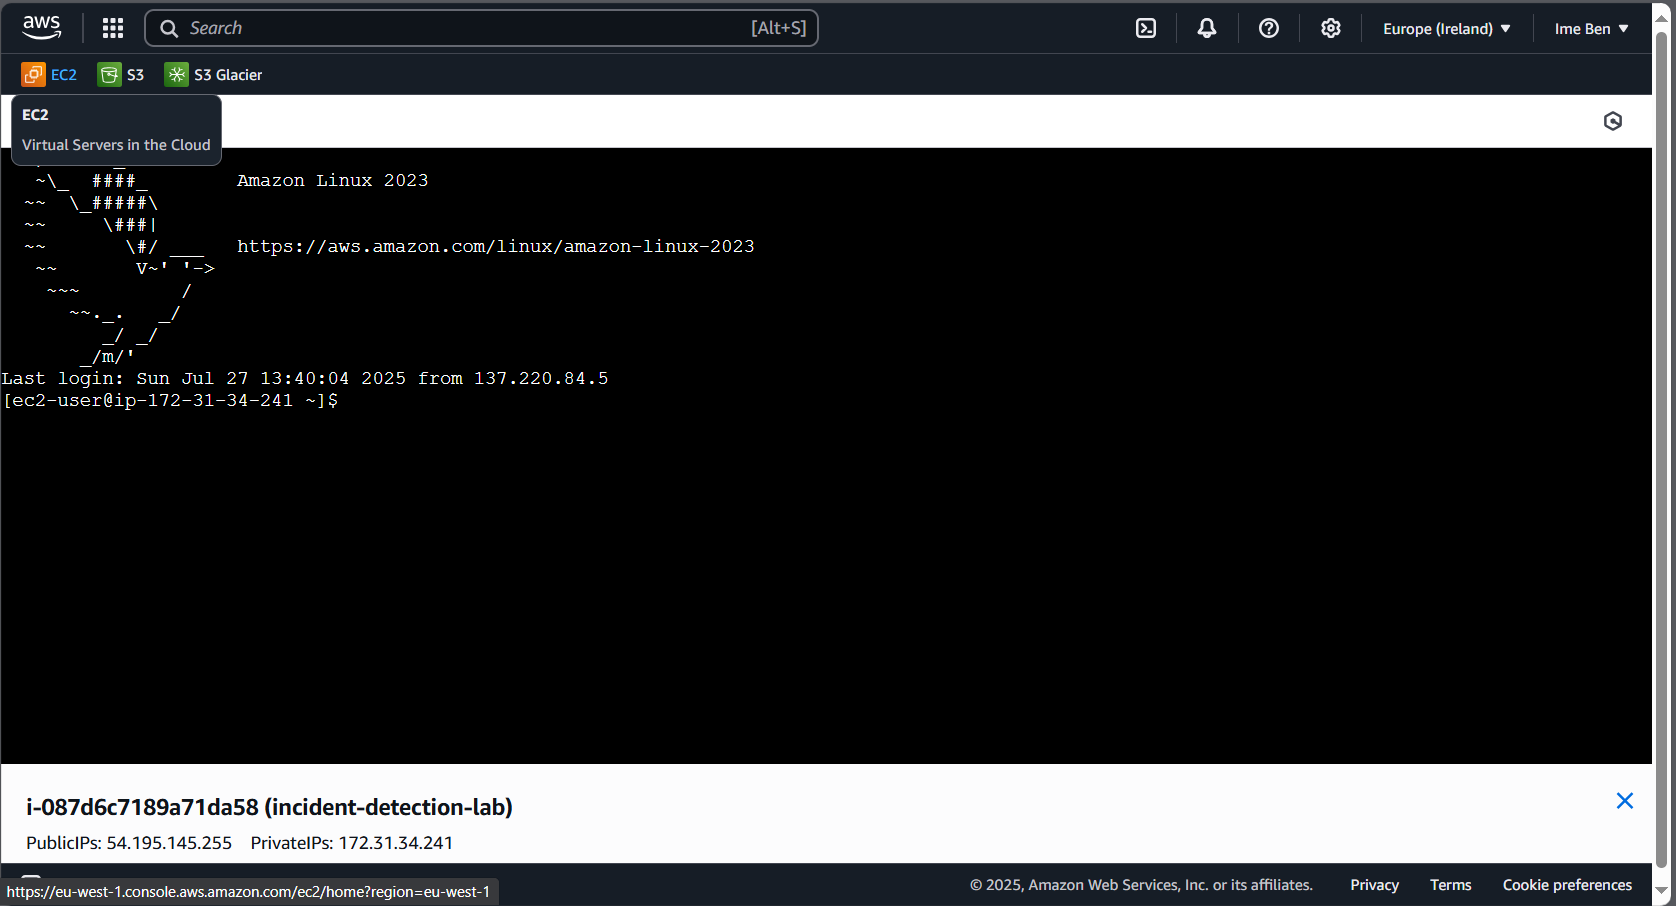 aws
Search [Alt+S]
Europe (Ireland) ▼
Ime Ben ▼
EC2
S3
S3 Glacier
EC2
Virtual Servers in the Cloud
~\_  ####_        Amazon Linux 2023
~~  \_#####\
~~     \###|
~~       \#/ ___   https://aws.amazon.com/linux/amazon-linux-2023
~~       V~' '->
~~~         /
~~._.   _/
_/ _/
_/m/'
Last login: Sun Jul 27 13:40:04 2025 from 137.220.84.5
[ec2-user@ip-172-31-34-241 ~]$
i-087d6c7189a71da58 (incident-detection-lab)
PublicIPs: 54.195.145.255 PrivateIPs: 172.31.34.241
https://eu-west-1.console.aws.amazon.com/ec2/home?region=eu-west-1
© 2025, Amazon Web Services, Inc. or its affiliates.
Privacy
Terms
Cookie preferences